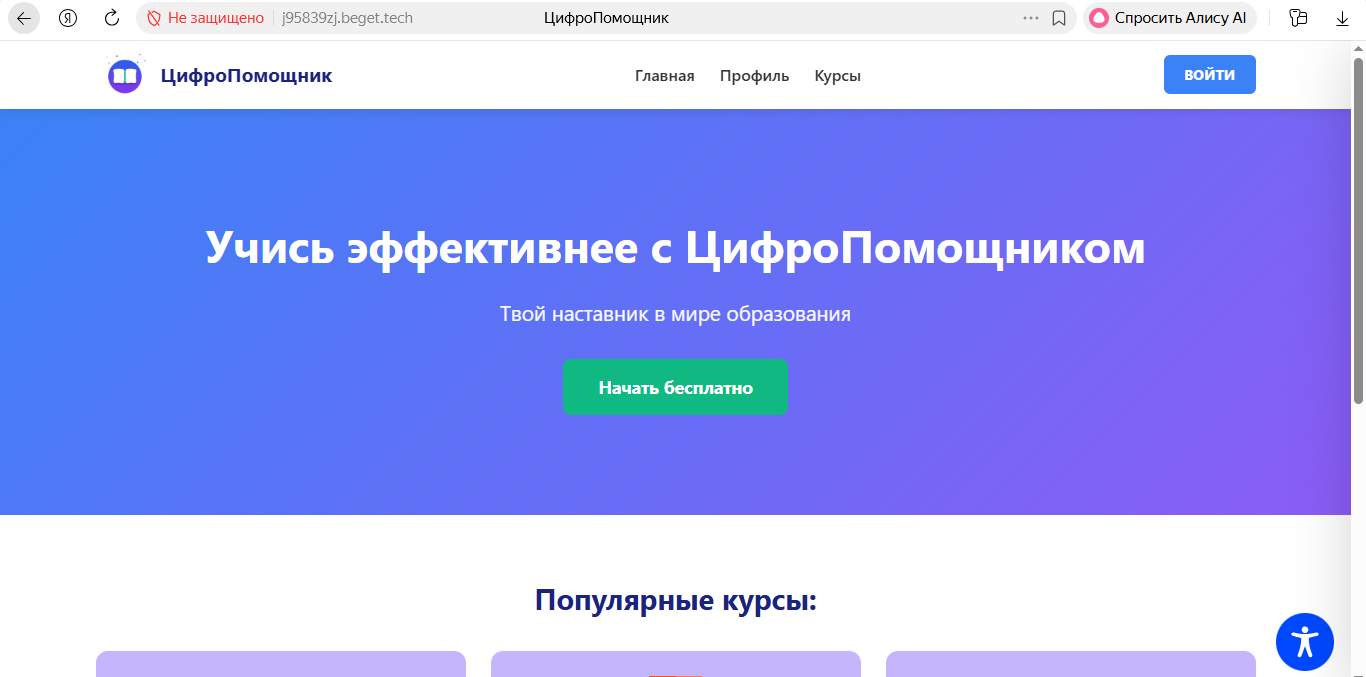 Я Не защищено j95839zj.beget.tech ЦифроПомощник Спросить Алису AI
ЦифроПомощник Главная Профиль Курсы ВОЙТИ
Учись эффективнее с ЦифроПомощником
Твой наставник в мире образования
Начать бесплатно
Популярные курсы: